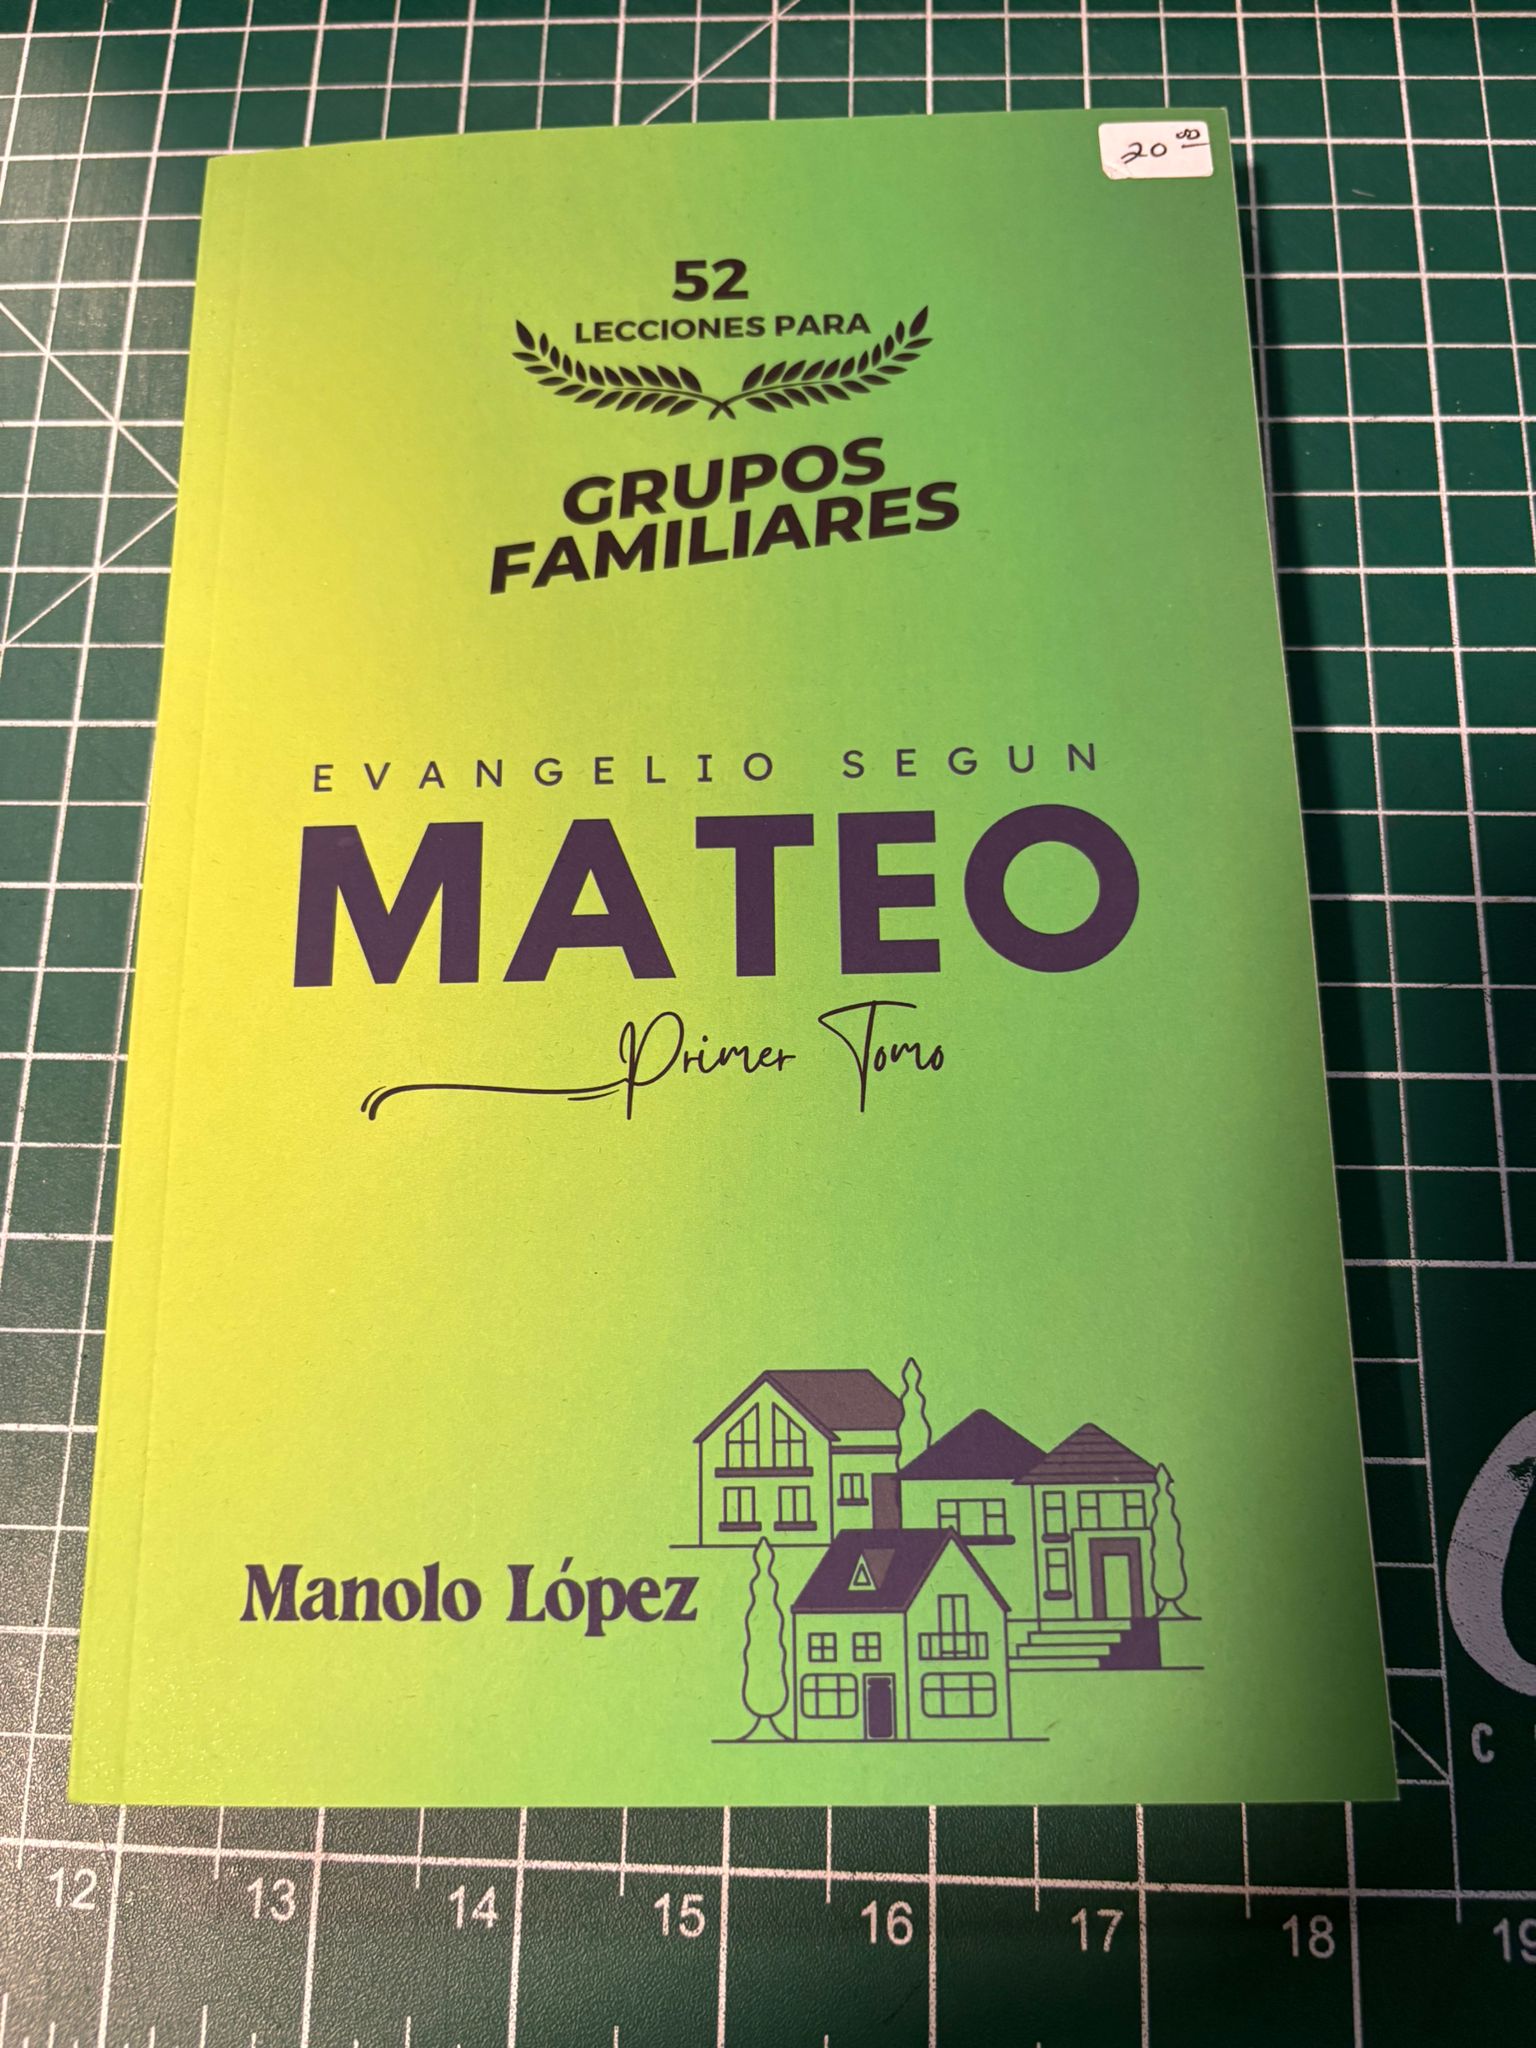 20 00
52
LECCIONES PARA
GRUPOS
FAMILIARES
EVANGELIO SEGUN
MATEO
Primer Tomo
Manolo López
C
12 13 14 15 16 17 18 19